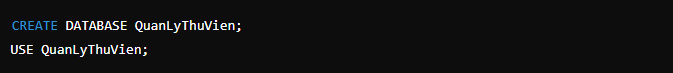 CREATE DATABASE QuanLyThuVien;
USE QuanLyThuVien;